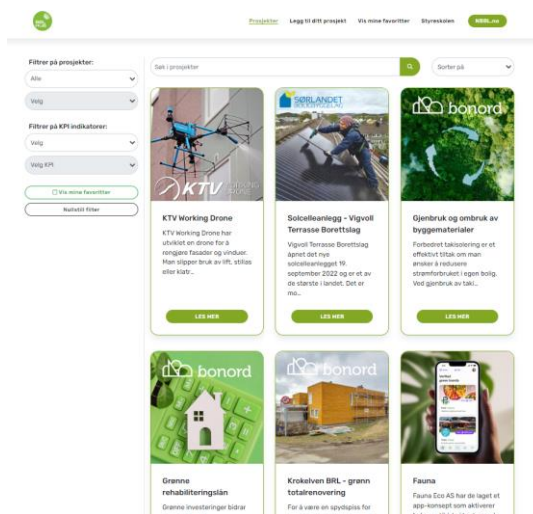 Prosjekter Legg til ditt prosjekt Vis mine favoritter Styreskolen NBBL.no
Filtrer på prosjekter:
Alle
Velg
Filtrer på KPI indikatorer:
Velg
Velg KPI
Vis mine favoritter
Nullstill filter
Søk i prosjekter
Sorter på
KTV WORKING DRONE
KTV Working Drone
KTV Working Drone har
utviklet en drone for å
rengjøre fasader og vinduer.
Man slipper bruk av lift, stillas
eller klatr...
LES MER
SØRLANDET
BOLIGBYGGELAG
Solcelleanlegg - Vigvoll
Terrasse Borettslag
Vigvoll Terrasse Borettslag
åpnet det nye
solcelleanlegget 19.
september 2022 og er et av
de største i landet. Det er
mo...
LES MER
bonord
Gjenbruk og ombruk av
byggematerialer
Forbedret takisolering er et
effektivt tiltak om man
ønsker å redusere
strømforbruket i egen bolig.
Ved gjenbruk av taki...
LES MER
bonord
Grønne
rehabiliteringslån
Grønne investeringer bidrar
bonord
Krokelven BRL - grønn
totalrenovering
For å være en spydspiss for
Fauna
Fauna Eco AS har de laget et
app-konsept som aktiverer